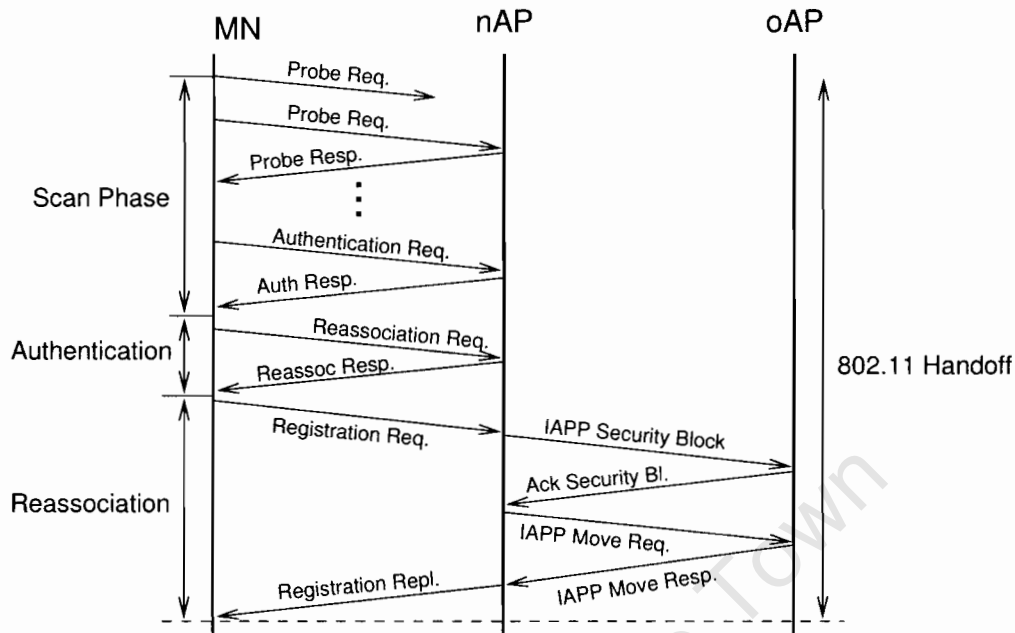 MN nAP oAP
Probe Req.
Probe Req.
Probe Resp.
Scan Phase
Authentication Req.
Auth Resp.
Reassociation Req.
Authentication
802.11 Handoff
Reassoc Resp.
Registration Req.
IAPP Security Block
Ack Security Bl.
Reassociation
IAPP Move Req.
IAPP Move Resp.
Registration Repl.
Town